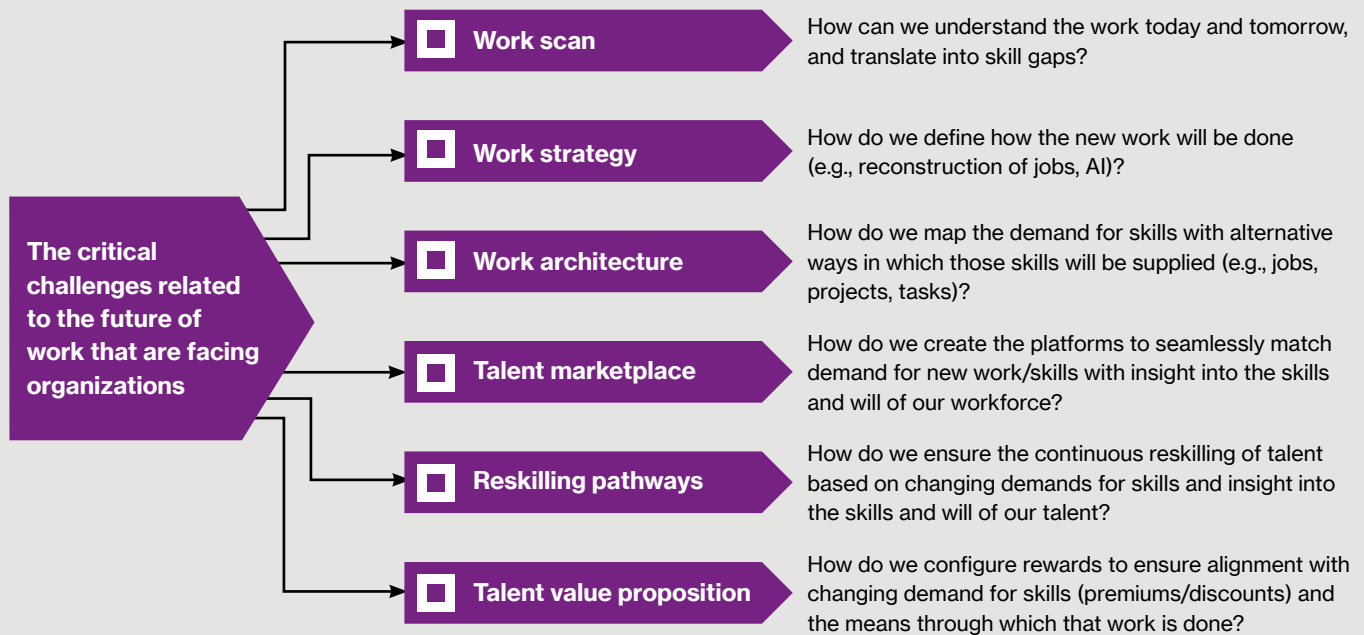 The critical
challenges related
to the future of
work that are facing
organizations
Work scan
How can we understand the work today and tomorrow,
and translate into skill gaps?
Work strategy
How do we define how the new work will be done
(e.g., reconstruction of jobs, AI)?
Work architecture
How do we map the demand for skills with alternative
ways in which those skills will be supplied (e.g., jobs,
projects, tasks)?
Talent marketplace
How do we create the platforms to seamlessly match
demand for new work/skills with insight into the skills
and will of our workforce?
Reskilling pathways
How do we ensure the continuous reskilling of talent
based on changing demands for skills and insight into
the skills and will of our talent?
Talent value proposition
How do we configure rewards to ensure alignment with
changing demand for skills (premiums/discounts) and
the means through which that work is done?